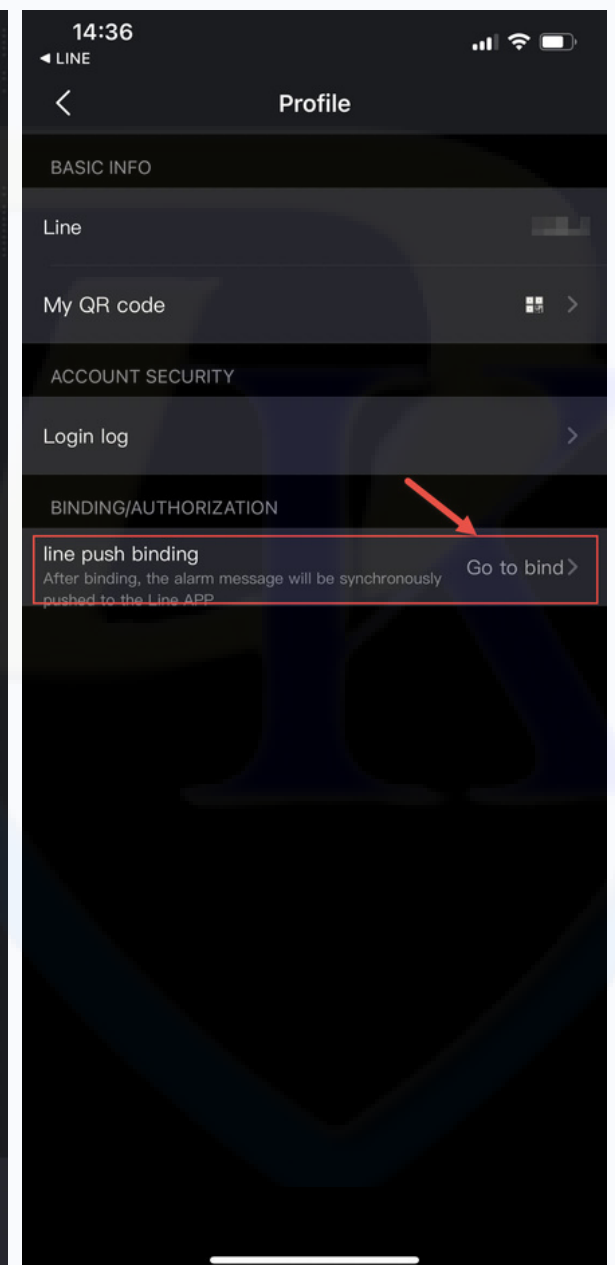 14:36
◄ LINE
Profile
BASIC INFO
Line
My QR code
ACCOUNT SECURITY
Login log
BINDING/AUTHORIZATION
line push binding
Go to bind
After binding, the alarm message will be synchronously
pushed to the Line APP